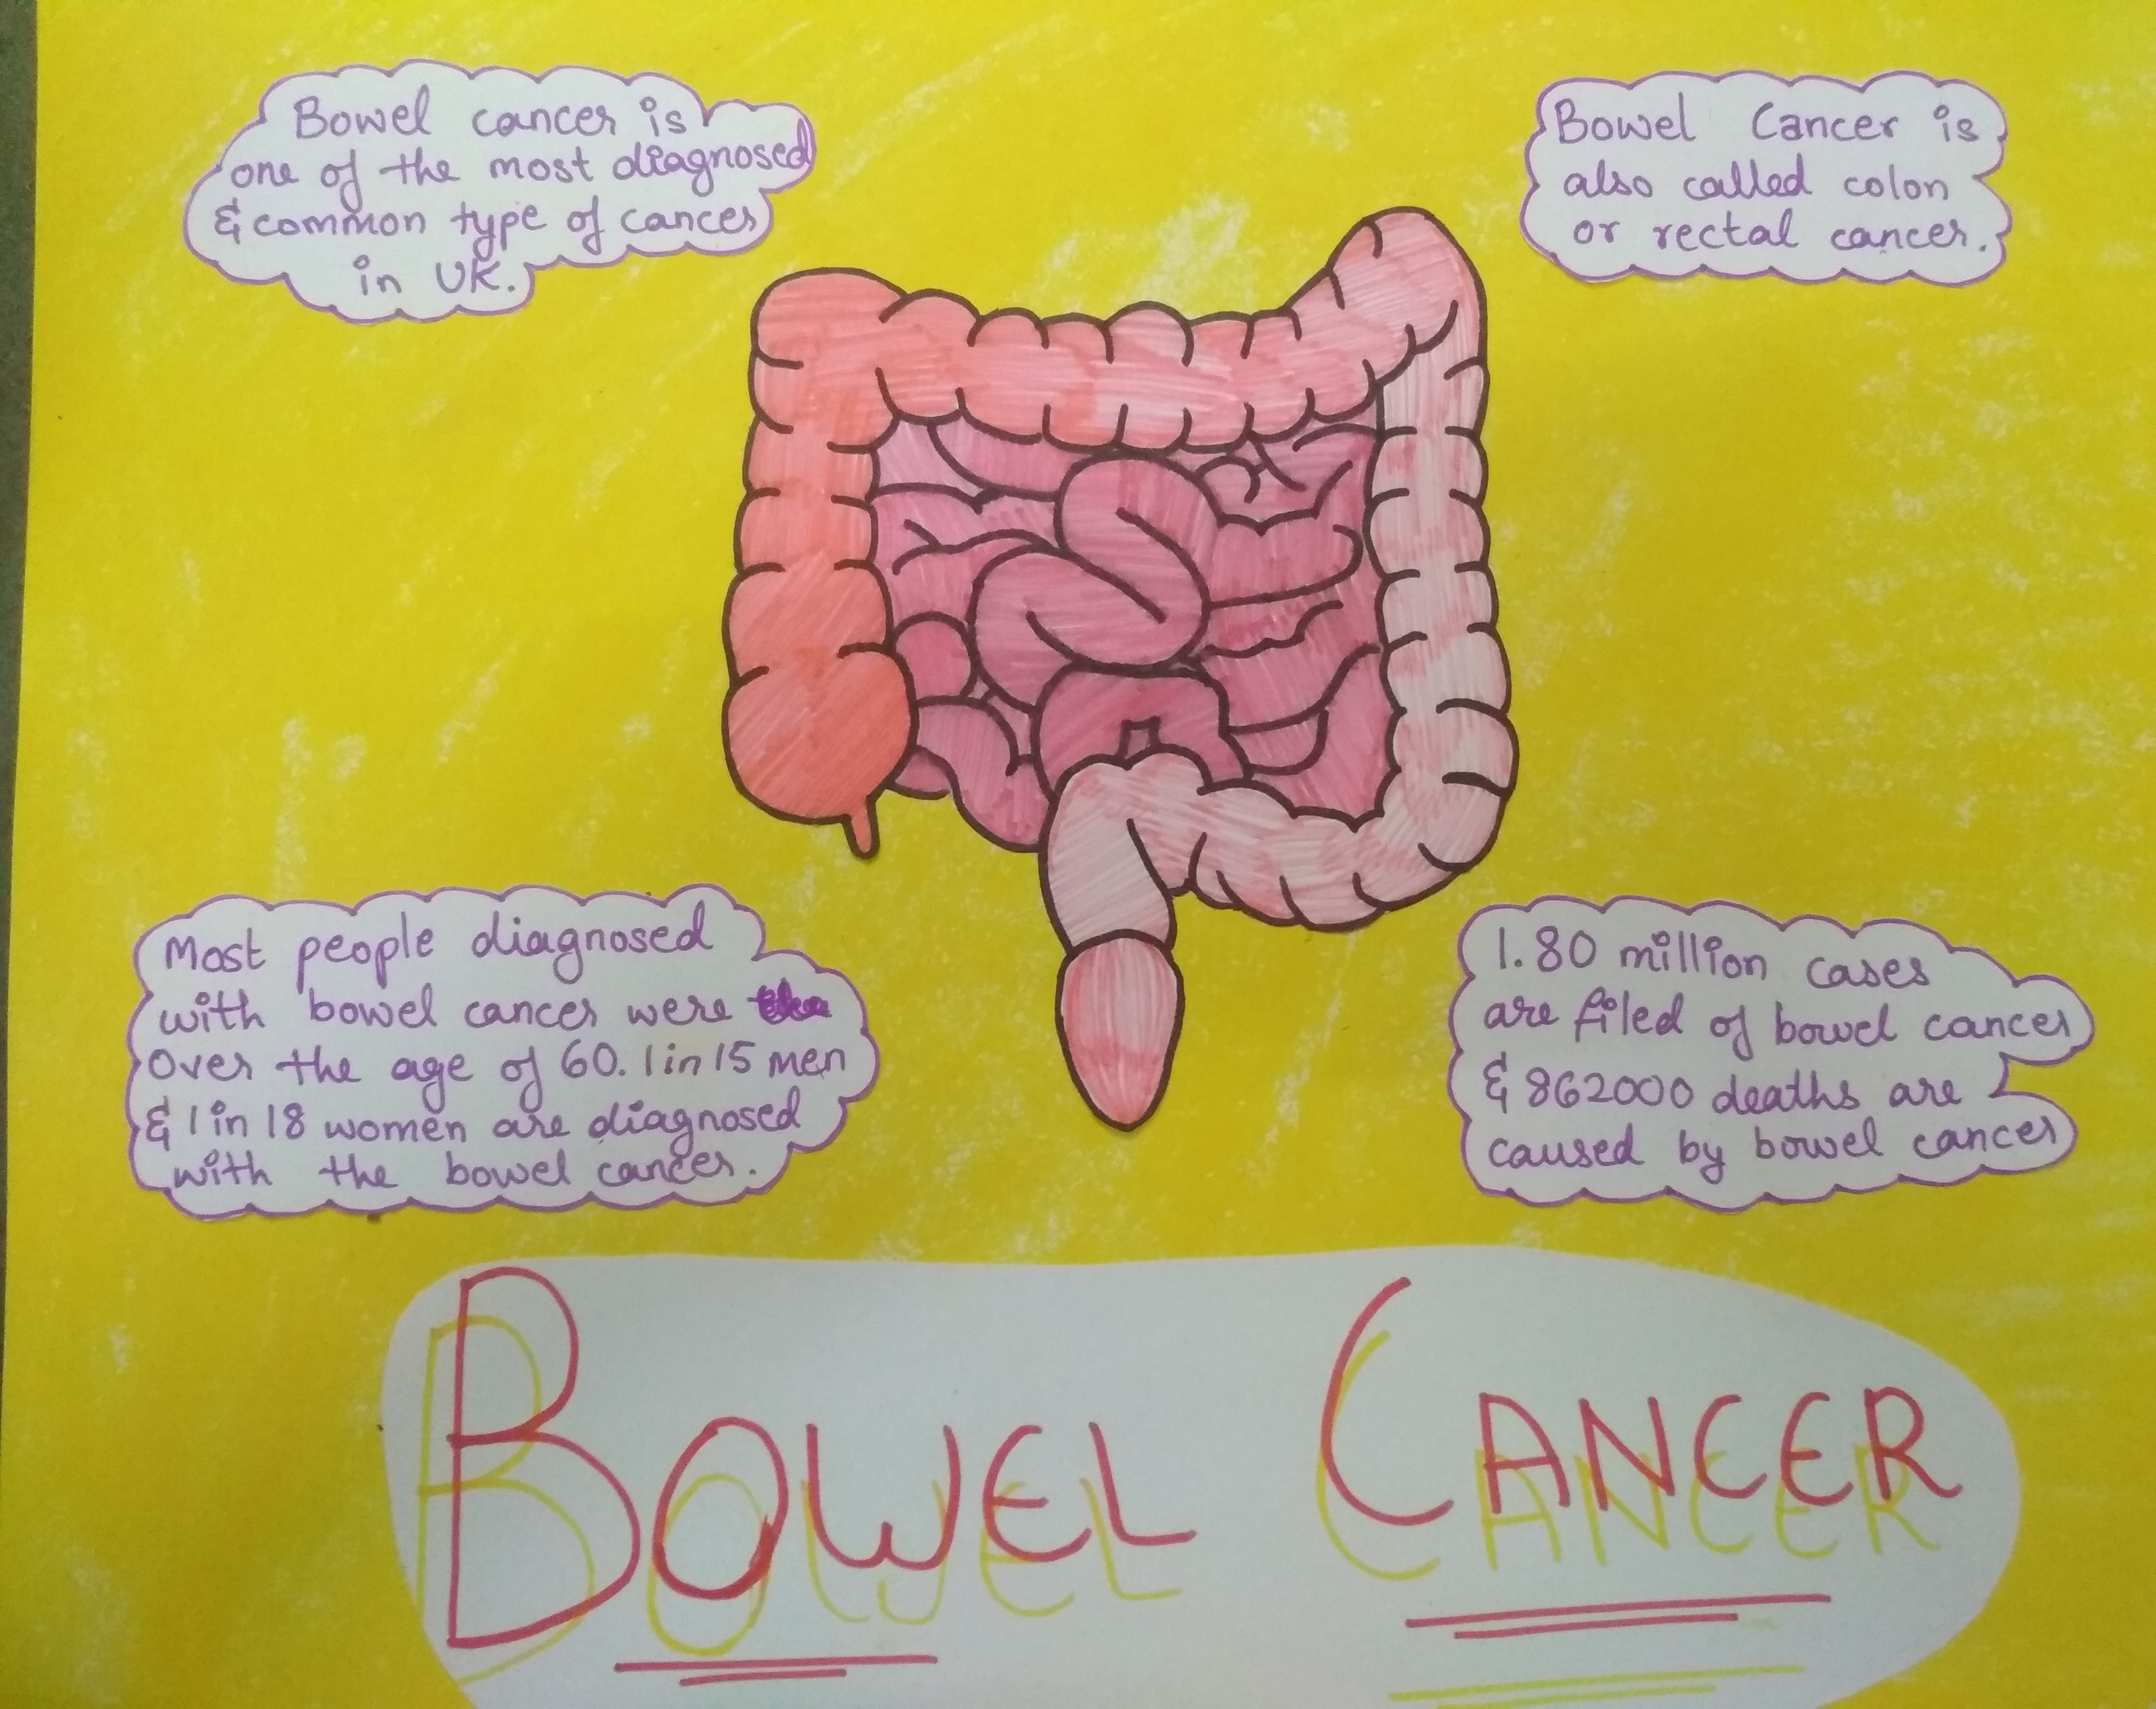 Bowel cancer is
one of the most diagnosed
& common type of cancer
in UK.
Bowel Cancer is
also called colon
or rectal cancer.
Most people diagnosed
with bowel cancer were
Over the age of 60. 1 in 15 men
& 1 in 18 women are diagnosed
with the bowel cancer.
1.80 million cases
are filed of bowel cancer
& 862000 deaths are
caused by bowel cancer
BOWEL CANCER